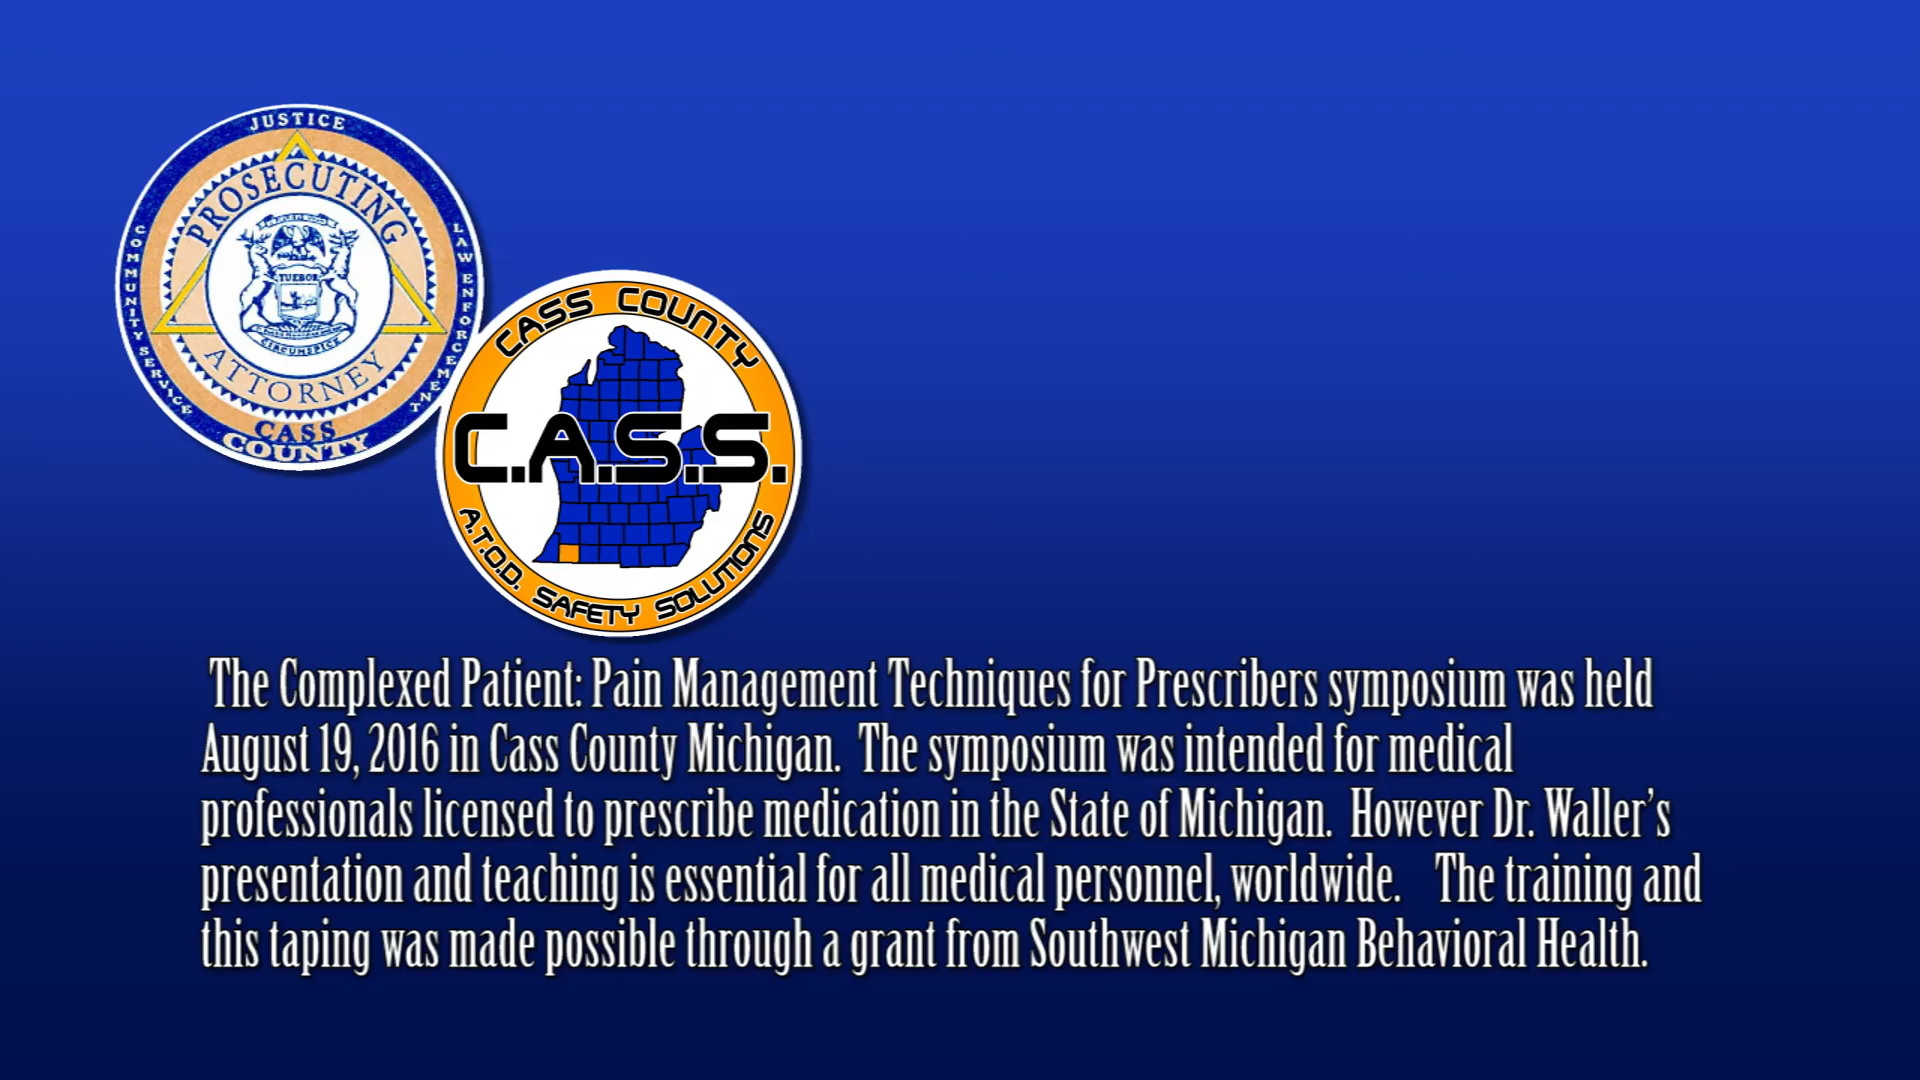 JUSTICE
PROSECUTING
COMMUNITY SERVICE
LAW ENFORCEMENT
TUEBOR
CIRCUMSPICE
ATTORNEY
CASS
COUNTY
CASS COUNTY
C.A.S.S.
A.T.O.D. SAFETY SOLUTIONS
The Complexed Patient: Pain Management Techniques for Prescribers symposium was held
August 19, 2016 in Cass County Michigan. The symposium was intended for medical
professionals licensed to prescribe medication in the State of Michigan. However Dr. Waller's
presentation and teaching is essential for all medical personnel, worldwide. The training and
this taping was made possible through a grant from Southwest Michigan Behavioral Health.